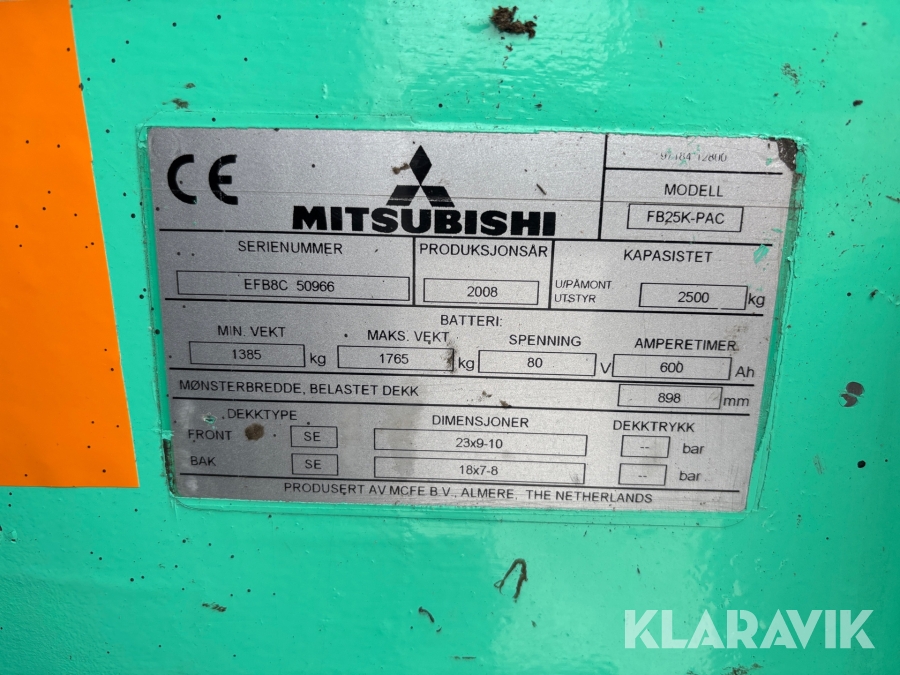 CE
MITSUBISHI
MODELL
FB25K-PAC
SERIENUMMER
EFB8C 50966
PRODUKSJONSÅR
2008
KAPASISTET
U/PÅMONT. UTSTYR 2500 kg
BATTERI:
MIN. VEKT MAKS. VEKT SPENNING AMPERETIMER
1385 kg 1765 kg 80 V 600 Ah
MØNSTERBREDDE, BELASTET DEKK 898 mm
DEKKTYPE DIMENSJONER DEKKTRYKK
FRONT SE 23x9-10 -- bar
BAK SE 18x7-8 -- bar
PRODUSERT AV MCFE B.V., ALMERE, THE NETHERLANDS
KLARAVIK